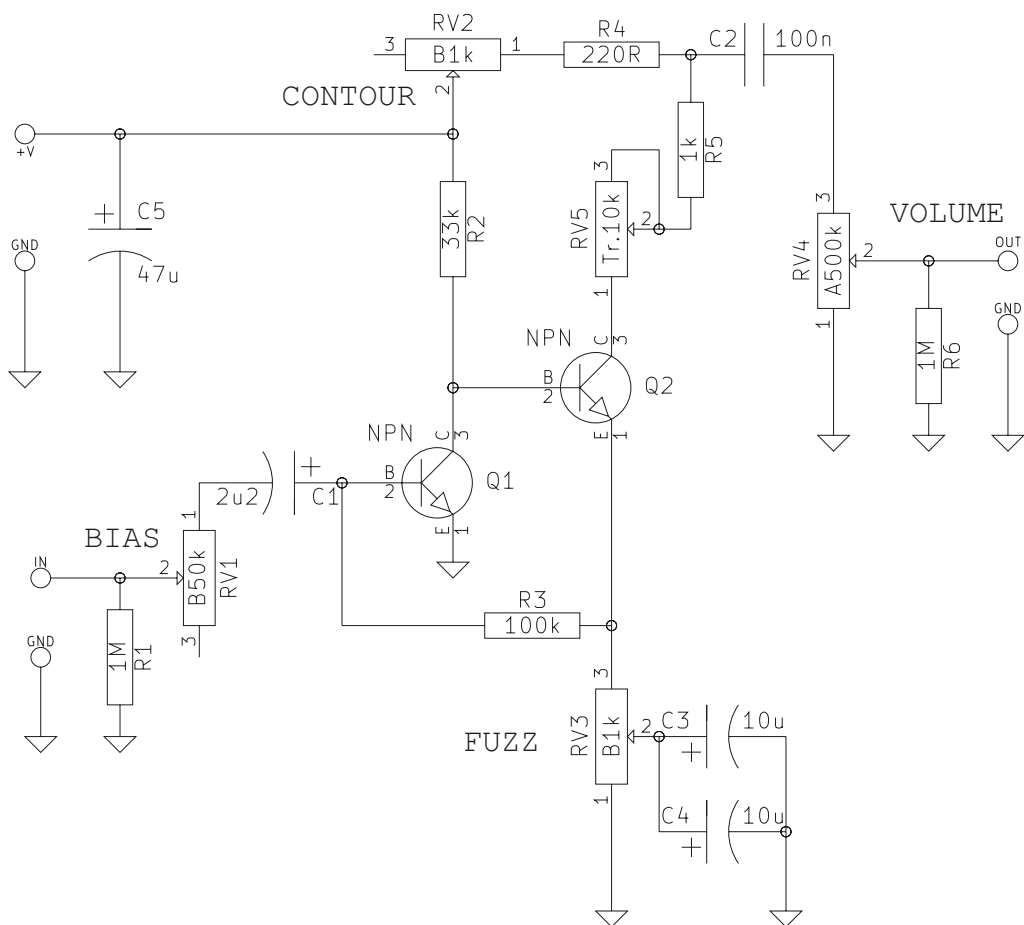 RV2
3
B1k
1
2
R4
220R
C2
100n
CONTOUR
+V
+
C5
47u
GND
33k
R2
1k
R5
3
RV5
Tr.10k
2
1
3
RV4
A500k
2
1
VOLUME
OUT
GND
1M
R6
NPN
C
3
B
2
Q2
E
1
NPN
C
3
B
2
Q1
E
1
+
2u2
C1
BIAS
1
2
B50k
RV1
3
IN
GND
1M
R1
R3
100k
3
RV3
B1k
2
1
FUZZ
C3
10u
+
C4
10u
+